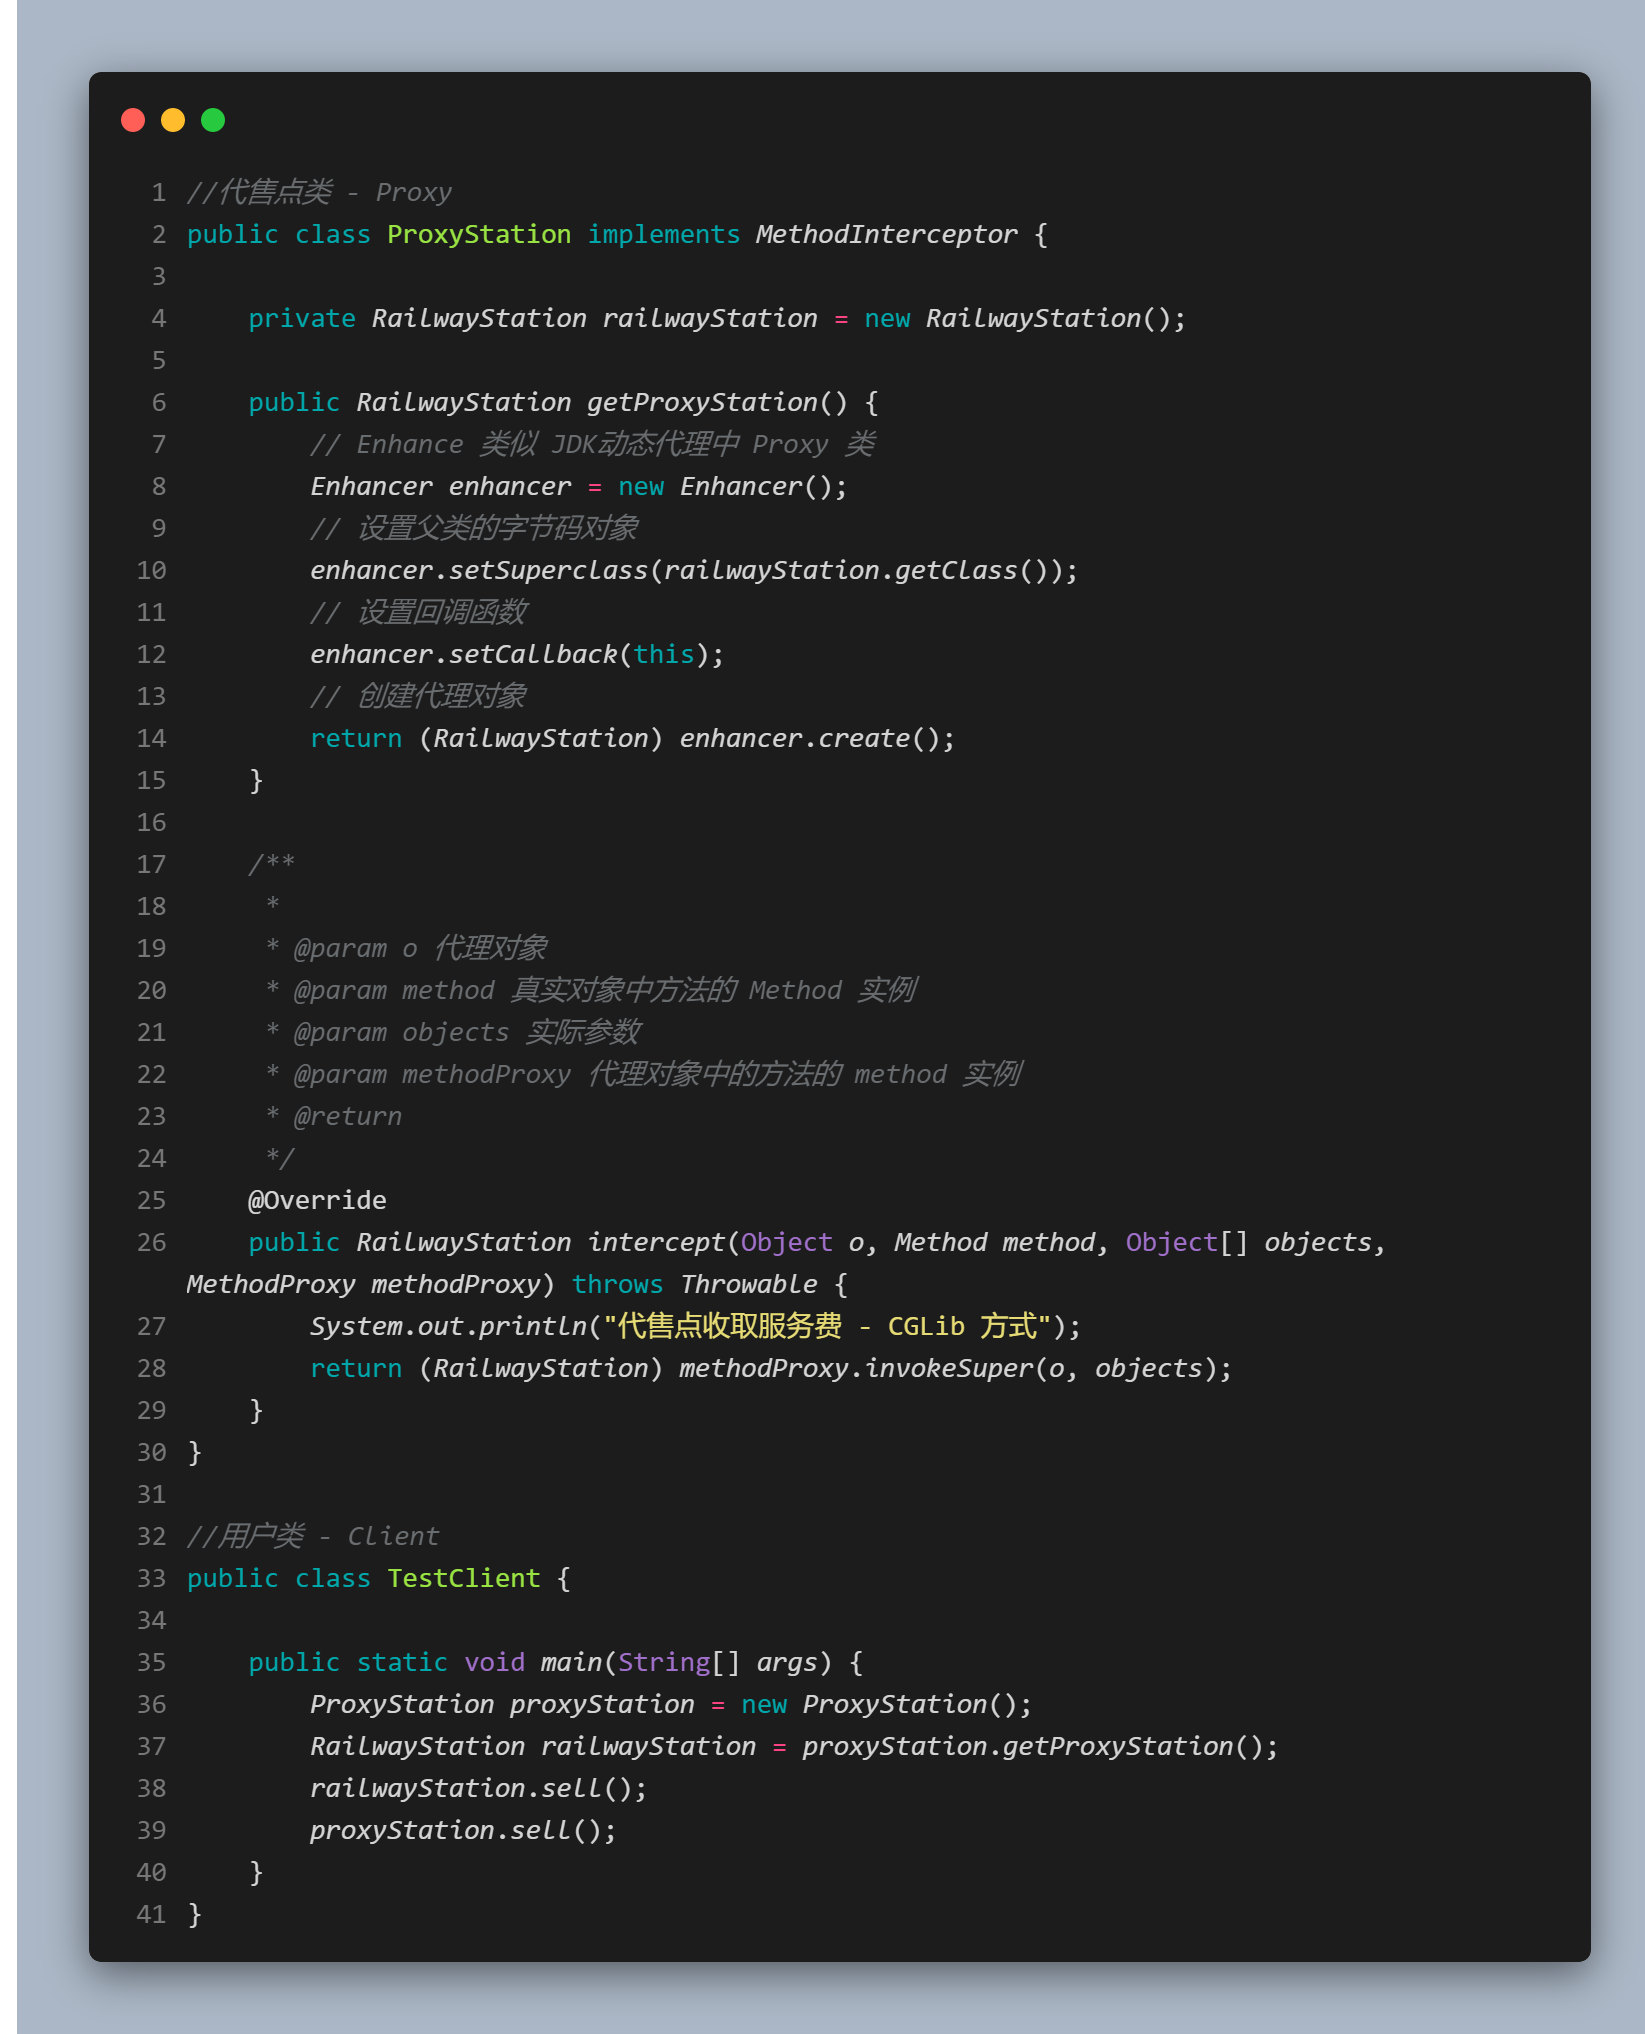 1 //代售点类 - Proxy
2 public class ProxyStation implements MethodInterceptor {
3
4     private RailwayStation railwayStation = new RailwayStation();
5
6     public RailwayStation getProxyStation() {
7         // Enhance 类似 JDK动态代理中 Proxy 类
8         Enhancer enhancer = new Enhancer();
9         // 设置父类的字节码对象
10         enhancer.setSuperclass(railwayStation.getClass());
11         // 设置回调函数
12         enhancer.setCallback(this);
13         // 创建代理对象
14         return (RailwayStation) enhancer.create();
15     }
16
17     /**
18      *
19      * @param o 代理对象
20      * @param method 真实对象中方法的 Method 实例
21      * @param objects 实际参数
22      * @param methodProxy 代理对象中的方法的 method 实例
23      * @return
24      */
25     @Override
26     public RailwayStation intercept(Object o, Method method, Object[] objects,
MethodProxy methodProxy) throws Throwable {
27         System.out.println("代售点收取服务费 - CGLib 方式");
28         return (RailwayStation) methodProxy.invokeSuper(o, objects);
29     }
30 }
31
32 //用户类 - Client
33 public class TestClient {
34
35     public static void main(String[] args) {
36         ProxyStation proxyStation = new ProxyStation();
37         RailwayStation railwayStation = proxyStation.getProxyStation();
38         railwayStation.sell();
39         proxyStation.sell();
40     }
41 }